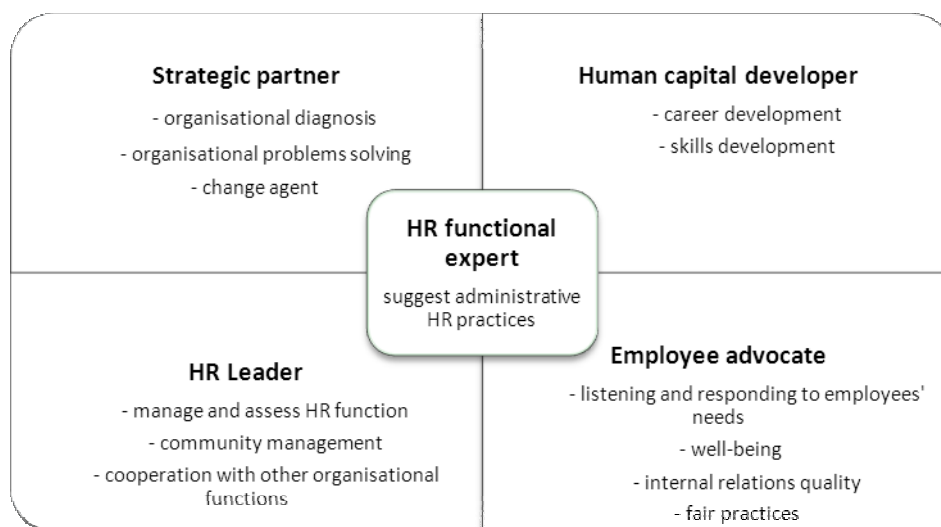 Strategic partner
- organisational diagnosis
- organisational problems solving
- change agent
Human capital developer
- career development
- skills development
HR functional
expert
suggest administrative
HR practices
HR Leader
- manage and assess HR function
- community management
- cooperation with other organisational
functions
Employee advocate
- listening and responding to employees'
needs
- well-being
- internal relations quality
- fair practices